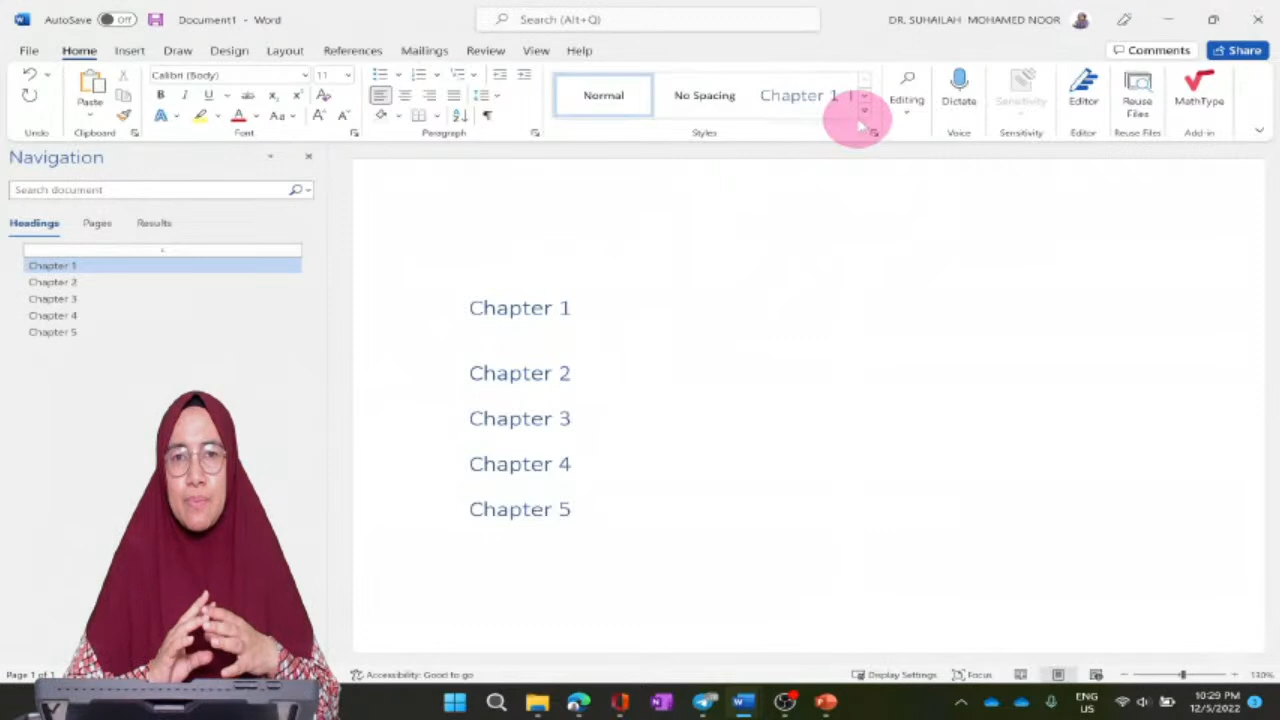 AutoSave Off Document1 - Word Search (Alt+Q) DR. SUHAILAH MOHAMED NOOR
File Home Insert Draw Design Layout References Mailings Review View Help Comments Share
Calibri (Body) 11
Paste
Normal No Spacing Chapter 1
Editing Dictate Sensitivity Editor Reuse Files MathType
Undo Clipboard Font Paragraph Styles Voice Sensitivity Editor Reuse Files Add-in
Navigation
Search document
Headings Pages Results
Chapter 1
Chapter 2
Chapter 3
Chapter 4
Chapter 5
Chapter 1
Chapter 2
Chapter 3
Chapter 4
Chapter 5
Page 1 of 1 Accessibility: Good to go Display Settings Focus 130%
ENG
US
10:29 PM
12/5/2022